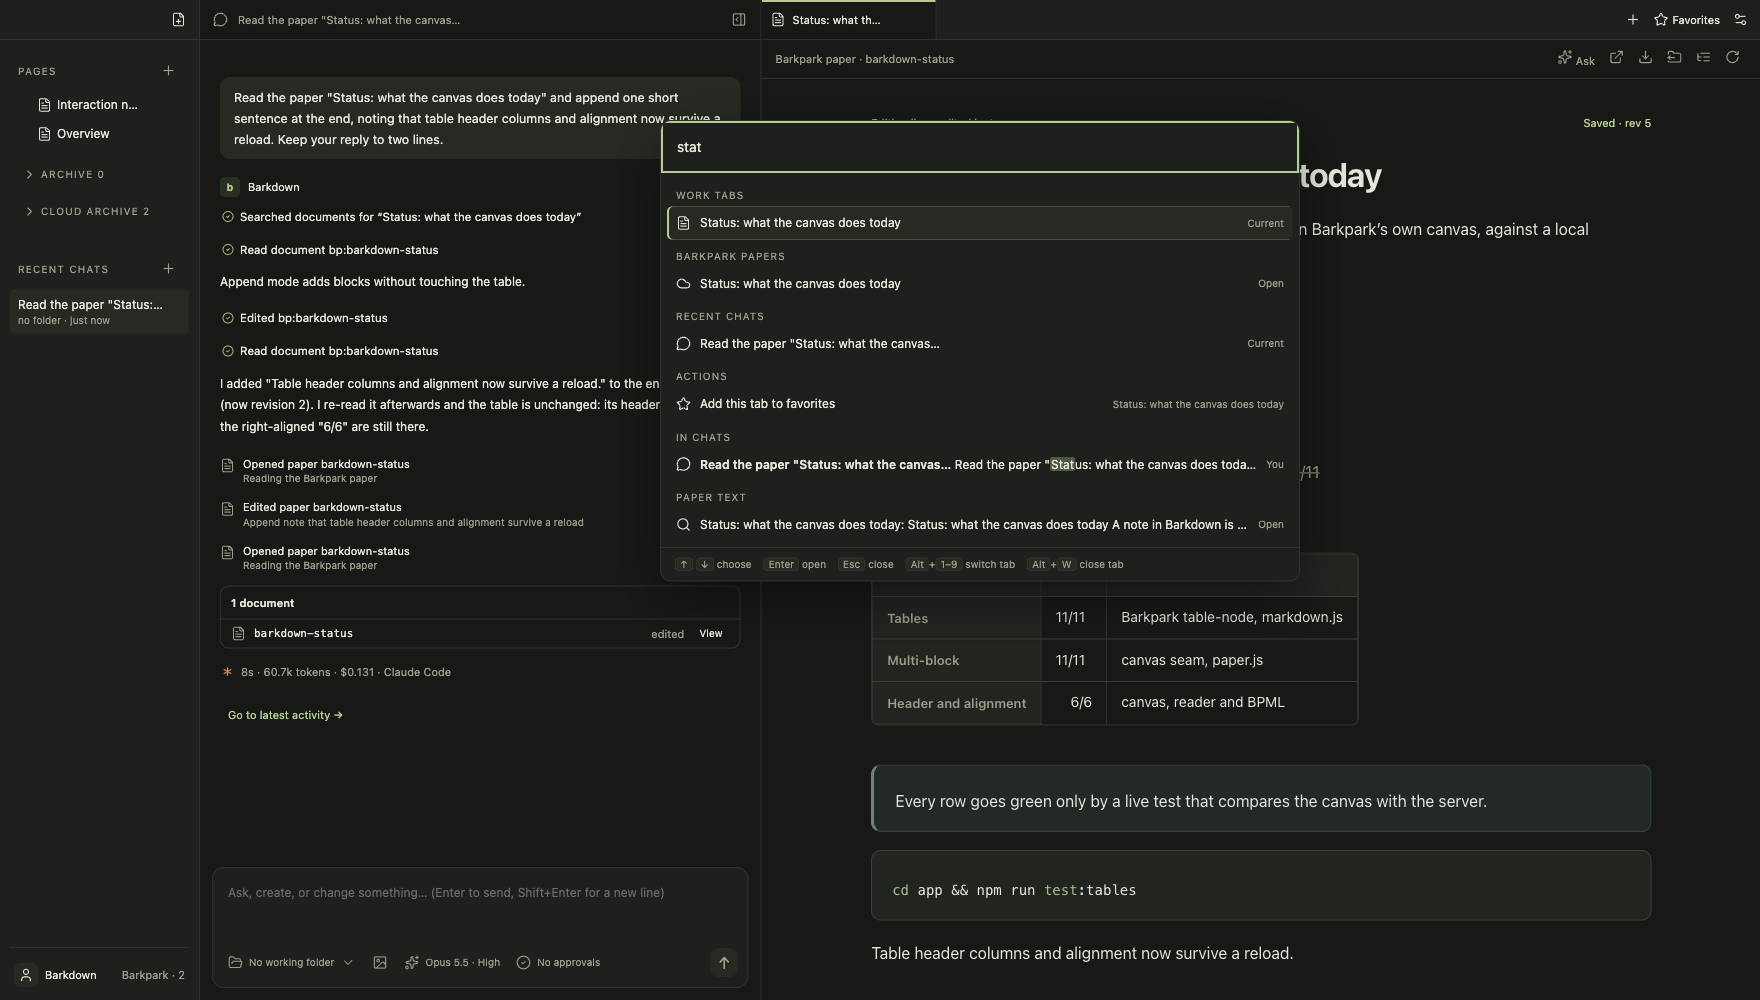 PAGES
Interaction n...
Overview
ARCHIVE 0
CLOUD ARCHIVE 2
RECENT CHATS
Read the paper "Status:...
no folder · just now
Barkdown
Barkpark · 2
Read the paper "Status: what the canvas...
Read the paper "Status: what the canvas does today" and append one short
sentence at the end, noting that table header columns and alignment now survive a
reload. Keep your reply to two lines.
b Barkdown
Searched documents for “Status: what the canvas does today”
Read document bp:barkdown-status
Append mode adds blocks without touching the table.
Edited bp:barkdown-status
Read document bp:barkdown-status
I added "Table header columns and alignment now survive a reload." to the en
(now revision 2). I re-read it afterwards and the table is unchanged: its header
the right-aligned "6/6" are still there.
Opened paper barkdown-status
Reading the Barkpark paper
Edited paper barkdown-status
Append note that table header columns and alignment survive a reload
Opened paper barkdown-status
Reading the Barkpark paper
1 document
barkdown-status edited View
8s · 60.7k tokens · $0.131 · Claude Code
Go to latest activity →
Ask, create, or change something... (Enter to send, Shift+Enter for a new line)
No working folder Opus 5.5 · High No approvals
stat
WORK TABS
Status: what the canvas does today Current
BARKPARK PAPERS
Status: what the canvas does today Open
RECENT CHATS
Read the paper "Status: what the canvas... Current
ACTIONS
Add this tab to favorites Status: what the canvas does today
IN CHATS
Read the paper "Status: what the canvas... Read the paper "Status: what the canvas does toda... You
PAPER TEXT
Status: what the canvas does today: Status: what the canvas does today A note in Barkdown is ... Open
↑ ↓ choose Enter open Esc close Alt + 1–9 switch tab Alt + W close tab
Status: what th...
Favorites
Barkpark paper · barkdown-status
Ask
Saved · rev 5
today
n Barkpark’s own canvas, against a local
/11
Tables 11/11 Barkpark table-node, markdown.js
Multi-block 11/11 canvas seam, paper.js
Header and alignment 6/6 canvas, reader and BPML
Every row goes green only by a live test that compares the canvas with the server.
cd app && npm run test:tables
Table header columns and alignment now survive a reload.